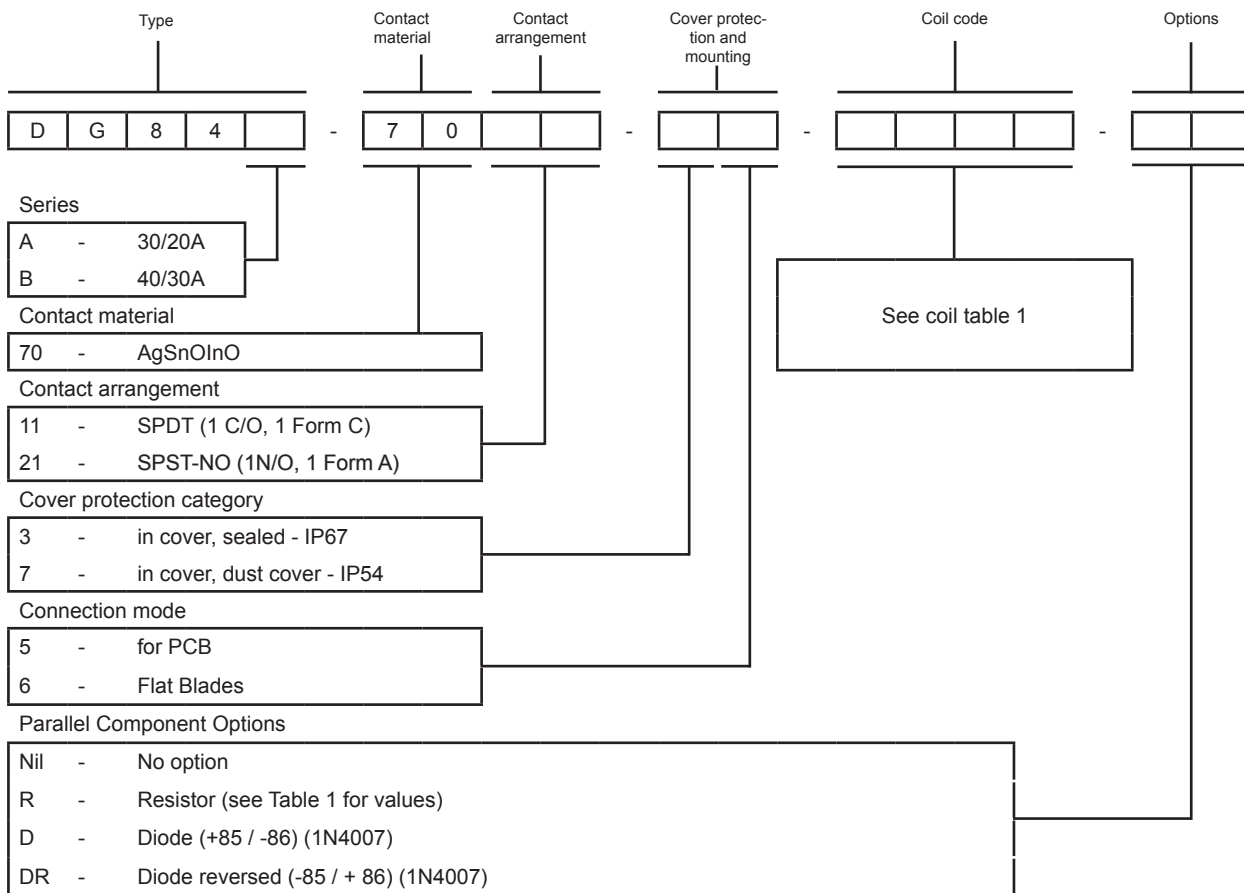 Type
Contact
material
Contact
arrangement
Cover protec-
tion and
mounting
Coil code
Options
D G 8 4 - 7 0 - - -
Series
A - 30/20A
B - 40/30A
Contact material
70 - AgSnOInO
See coil table 1
Contact arrangement
11 - SPDT (1 C/O, 1 Form C)
21 - SPST-NO (1N/O, 1 Form A)
Cover protection category
3 - in cover, sealed - IP67
7 - in cover, dust cover - IP54
Connection mode
5 - for PCB
6 - Flat Blades
Parallel Component Options
Nil - No option
R - Resistor (see Table 1 for values)
D - Diode (+85 / -86) (1N4007)
DR - Diode reversed (-85 / + 86) (1N4007)